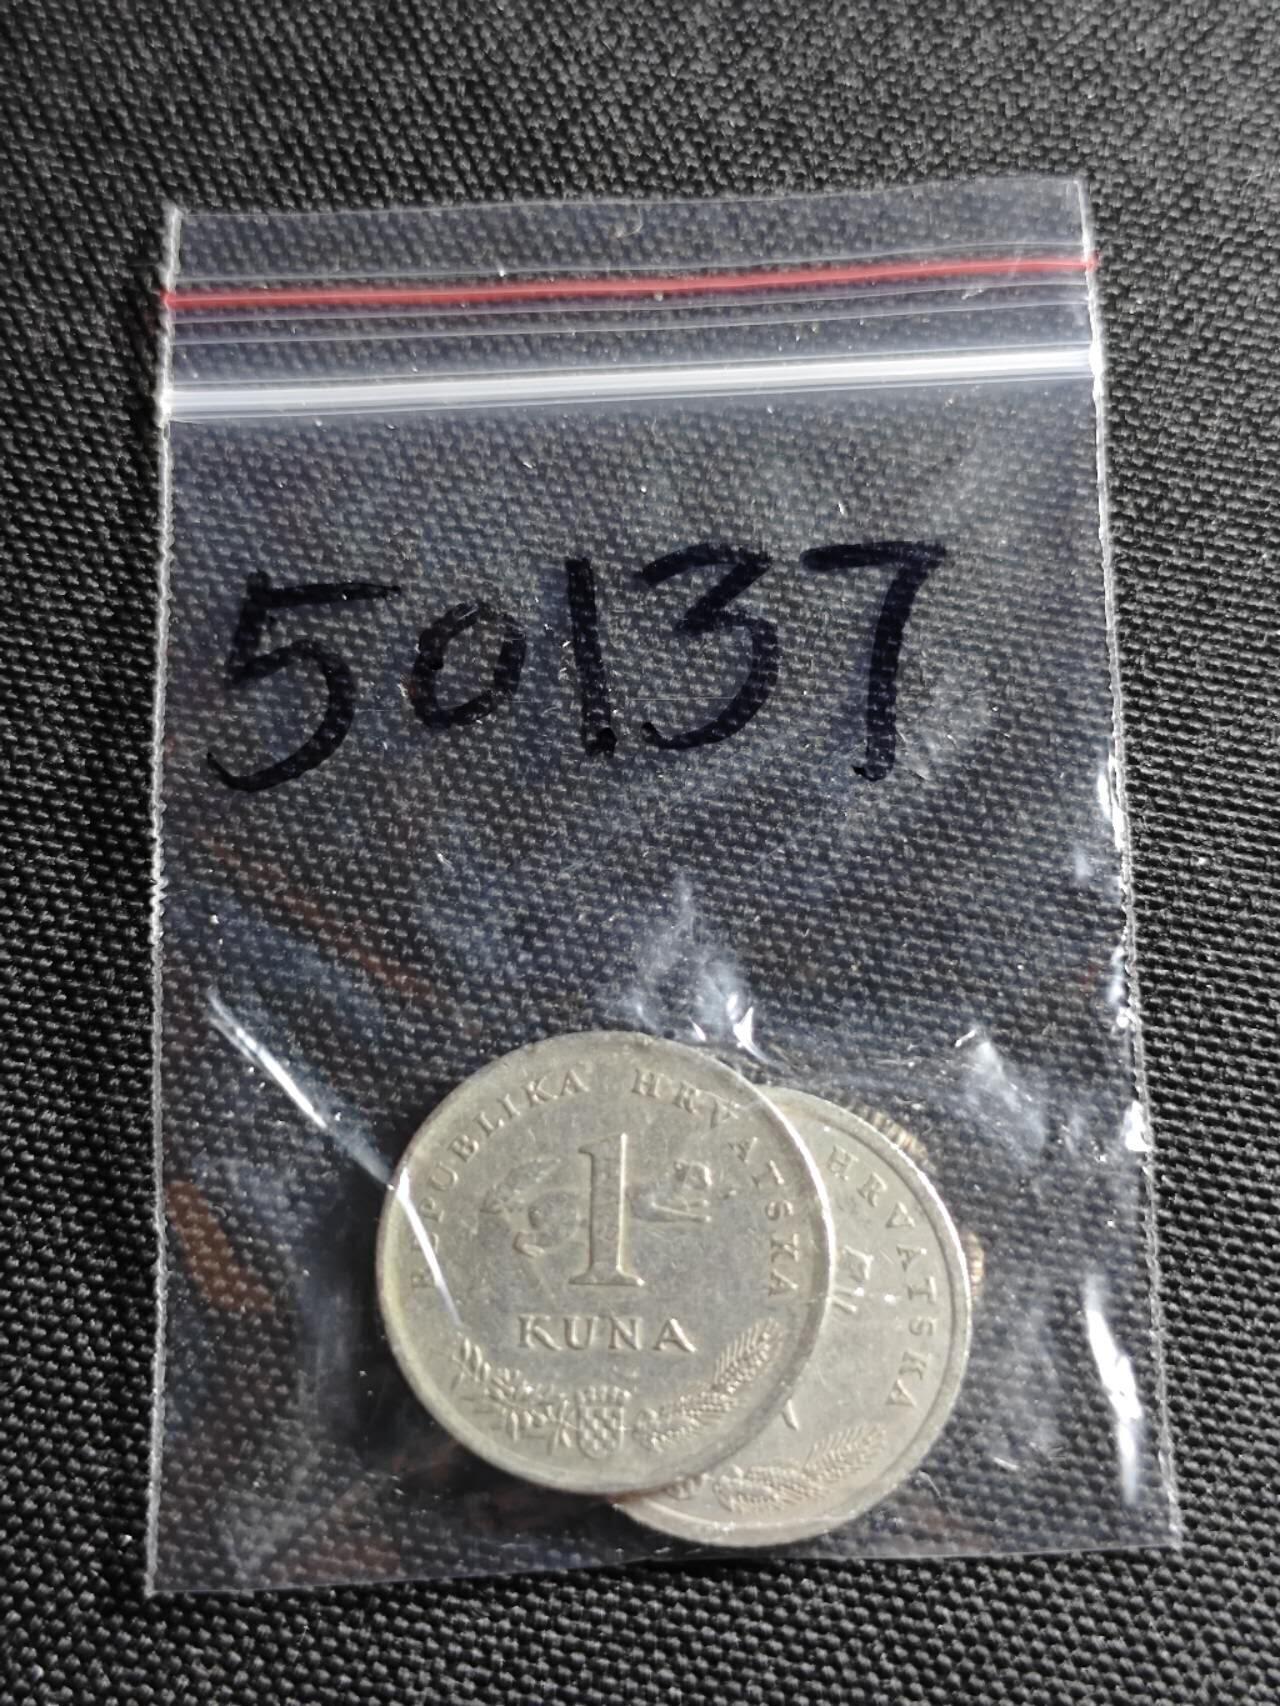 50137
REPUBLIKA HRVATSKA
1
KUNA
HRVATSKA